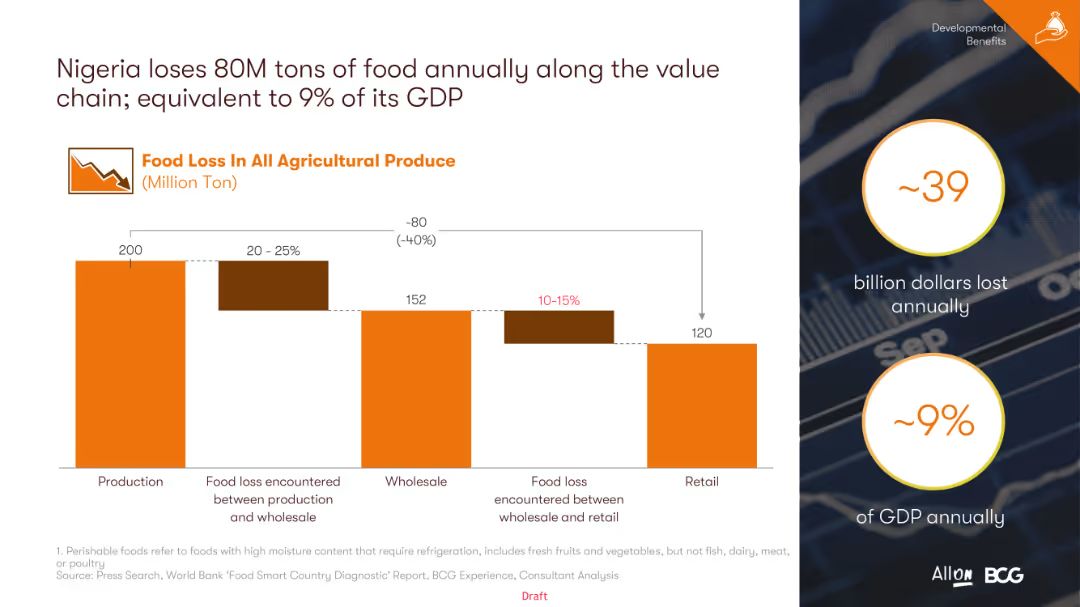 Developmental
Benefits
Nigeria loses 80M tons of food annually along the value
chain; equivalent to 9% of its GDP
Food Loss In All Agricultural Produce
(Million Ton)
-80
(-40%)
200
20 - 25%
152
10-15%
120
Production
Food loss encountered
between production
and wholesale
Wholesale
Food loss
encountered between
wholesale and retail
Retail
~39
billion dollars lost
annually
Sep
~9%
of GDP annually
1. Perishable foods refer to foods with high moisture content that require refrigeration, includes fresh fruits and vegetables, but not fish, dairy, meat,
or poultry
Source: Press Search, World Bank 'Food Smart Country Diagnostic' Report, BCG Experience, Consultant Analysis
Draft
All On BCG